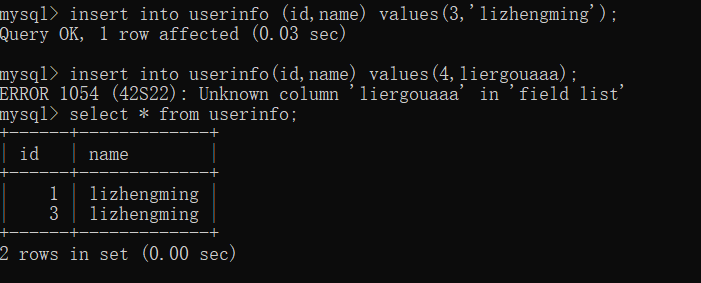 mysql> insert into userinfo (id,name) values(3,'lizhengming');
Query OK, 1 row affected (0.03 sec)
mysql> insert into userinfo(id,name) values(4,liergouaaa);
ERROR 1054 (42S22): Unknown column 'liergouaaa' in 'field list'
mysql> select * from userinfo;
+------+-------------+
| id | name |
+------+-------------+
| 1 | lizhengming |
| 3 | lizhengming |
+------+-------------+
2 rows in set (0.00 sec)